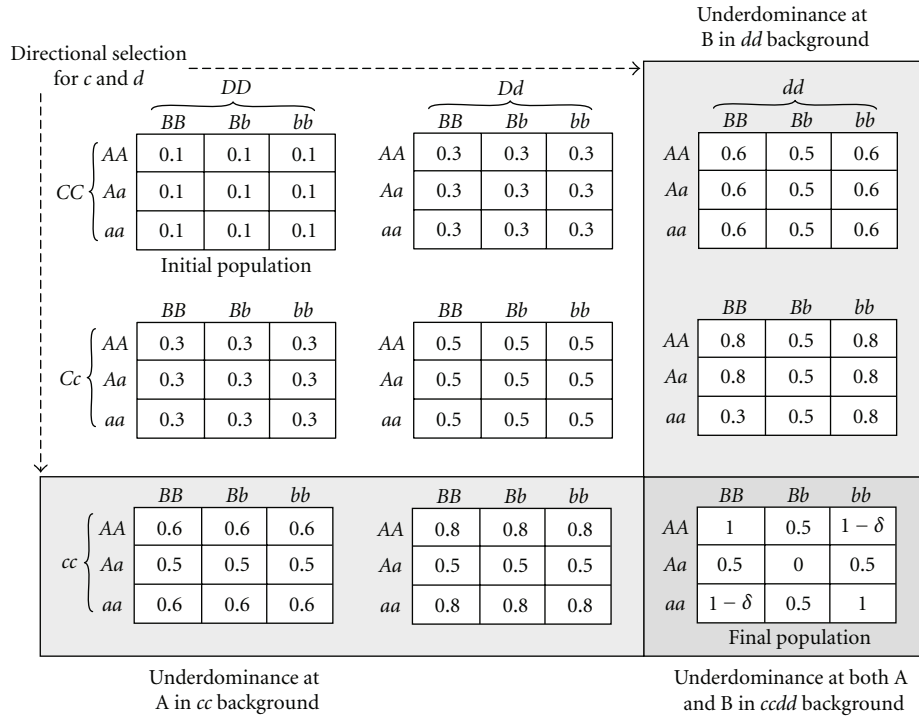 Underdominance at
B in dd background
Directional selection
for c and d
DD
Dd
dd
BB Bb bb
BB Bb bb
BB Bb bb
CC
AA 0.1 0.1 0.1
Aa 0.1 0.1 0.1
aa 0.1 0.1 0.1
Initial population
AA 0.3 0.3 0.3
Aa 0.3 0.3 0.3
aa 0.3 0.3 0.3
AA 0.6 0.5 0.6
Aa 0.6 0.5 0.6
aa 0.6 0.5 0.6
BB Bb bb
BB Bb bb
BB Bb bb
Cc
AA 0.3 0.3 0.3
Aa 0.3 0.3 0.3
aa 0.3 0.3 0.3
AA 0.5 0.5 0.5
Aa 0.5 0.5 0.5
aa 0.5 0.5 0.5
AA 0.8 0.5 0.8
Aa 0.8 0.5 0.8
aa 0.3 0.5 0.8
BB Bb bb
BB Bb bb
BB Bb bb
cc
AA 0.6 0.6 0.6
Aa 0.5 0.5 0.5
aa 0.6 0.6 0.6
AA 0.8 0.8 0.8
Aa 0.5 0.5 0.5
aa 0.8 0.8 0.8
AA 1 0.5 1 − δ
Aa 0.5 0 0.5
aa 1 − δ 0.5 1
Final population
Underdominance at
A in cc background
Underdominance at both A
and B in ccdd background